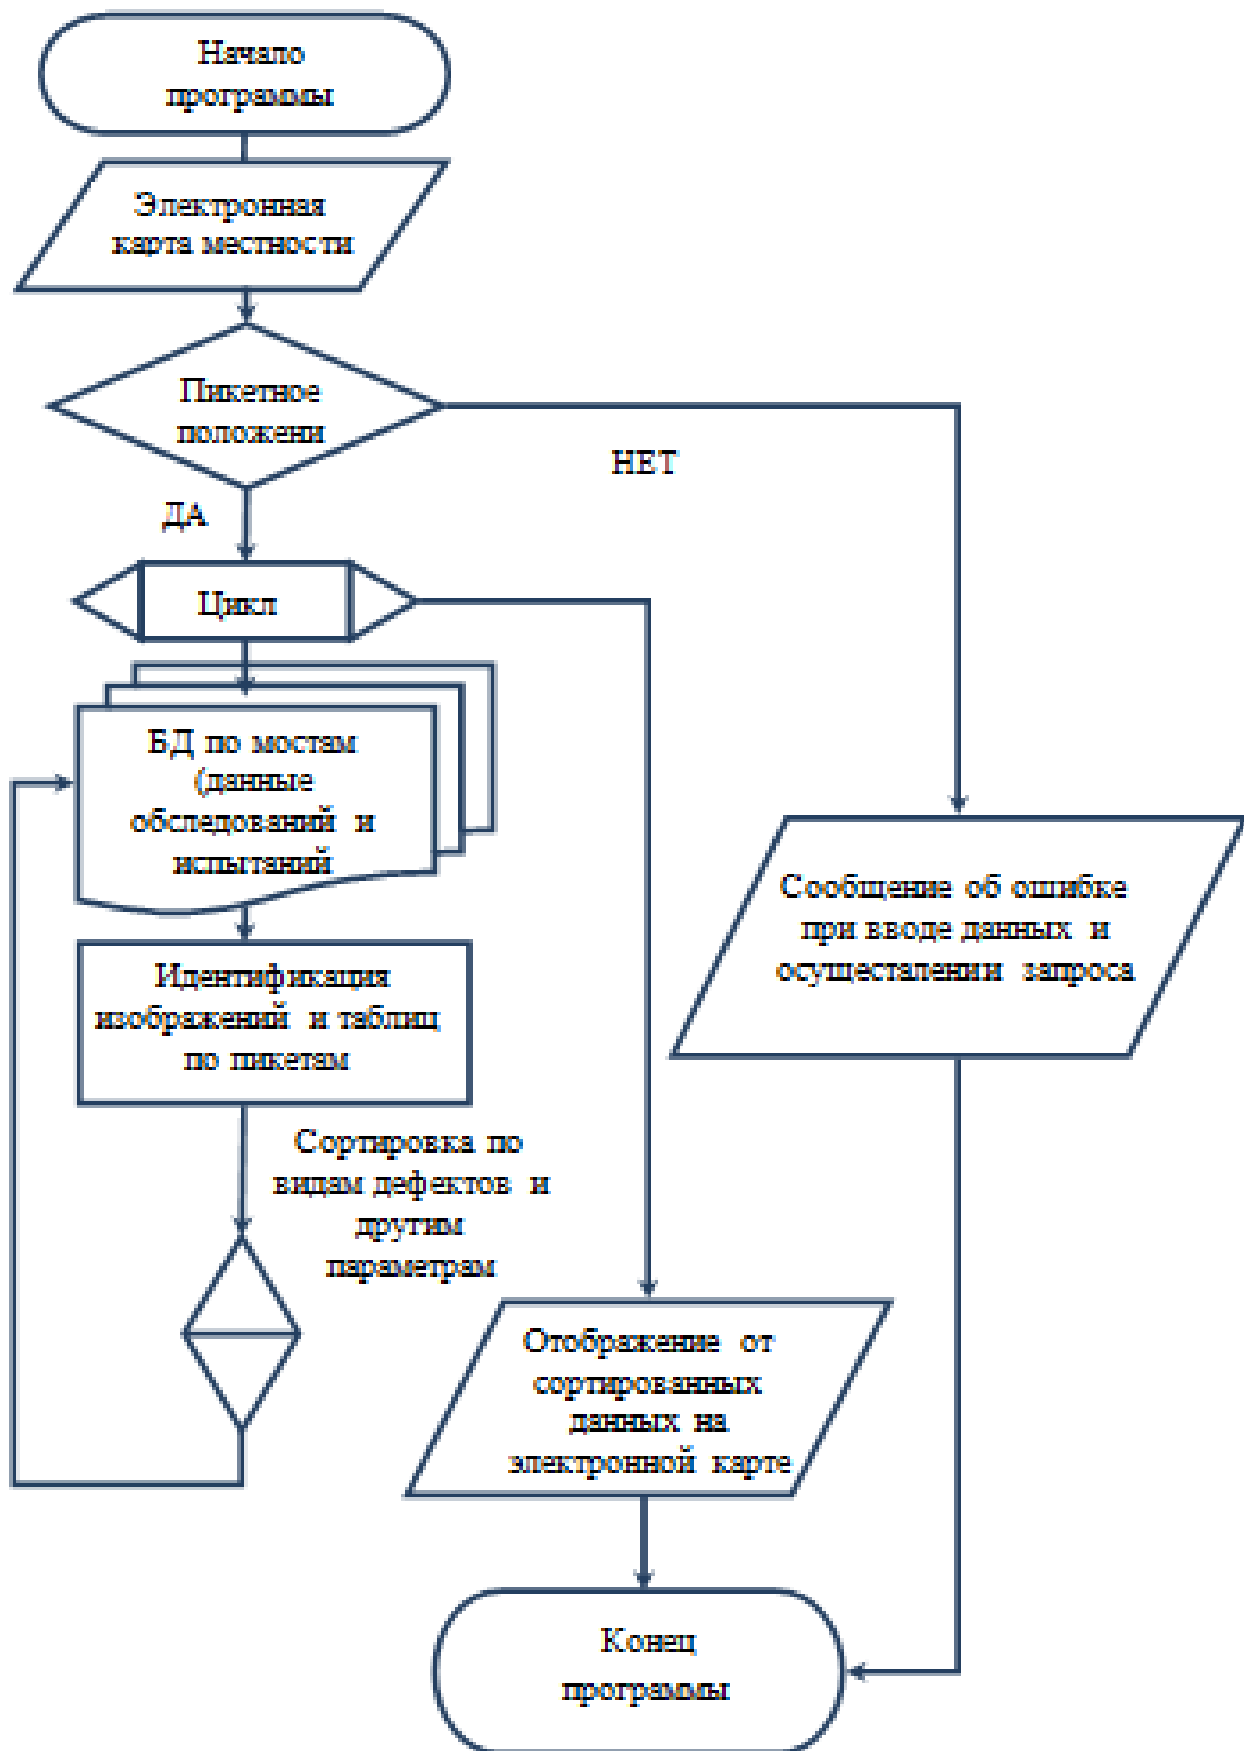 Начало
программы
Электронная
карта местности
Пикетное
положени
НЕТ
ДА
Цикл
БД по мостам
(данные
обследований и
испытаний
Идентификация
изображений и таблиц
по пикетам
Сортировка по
видам дефектов и
другим
параметрам
Сообщение об ошибке
при вводе данных и
осущесталении запроса
Отображение от
сортированных
данных на
электронной карте
Конец
программы